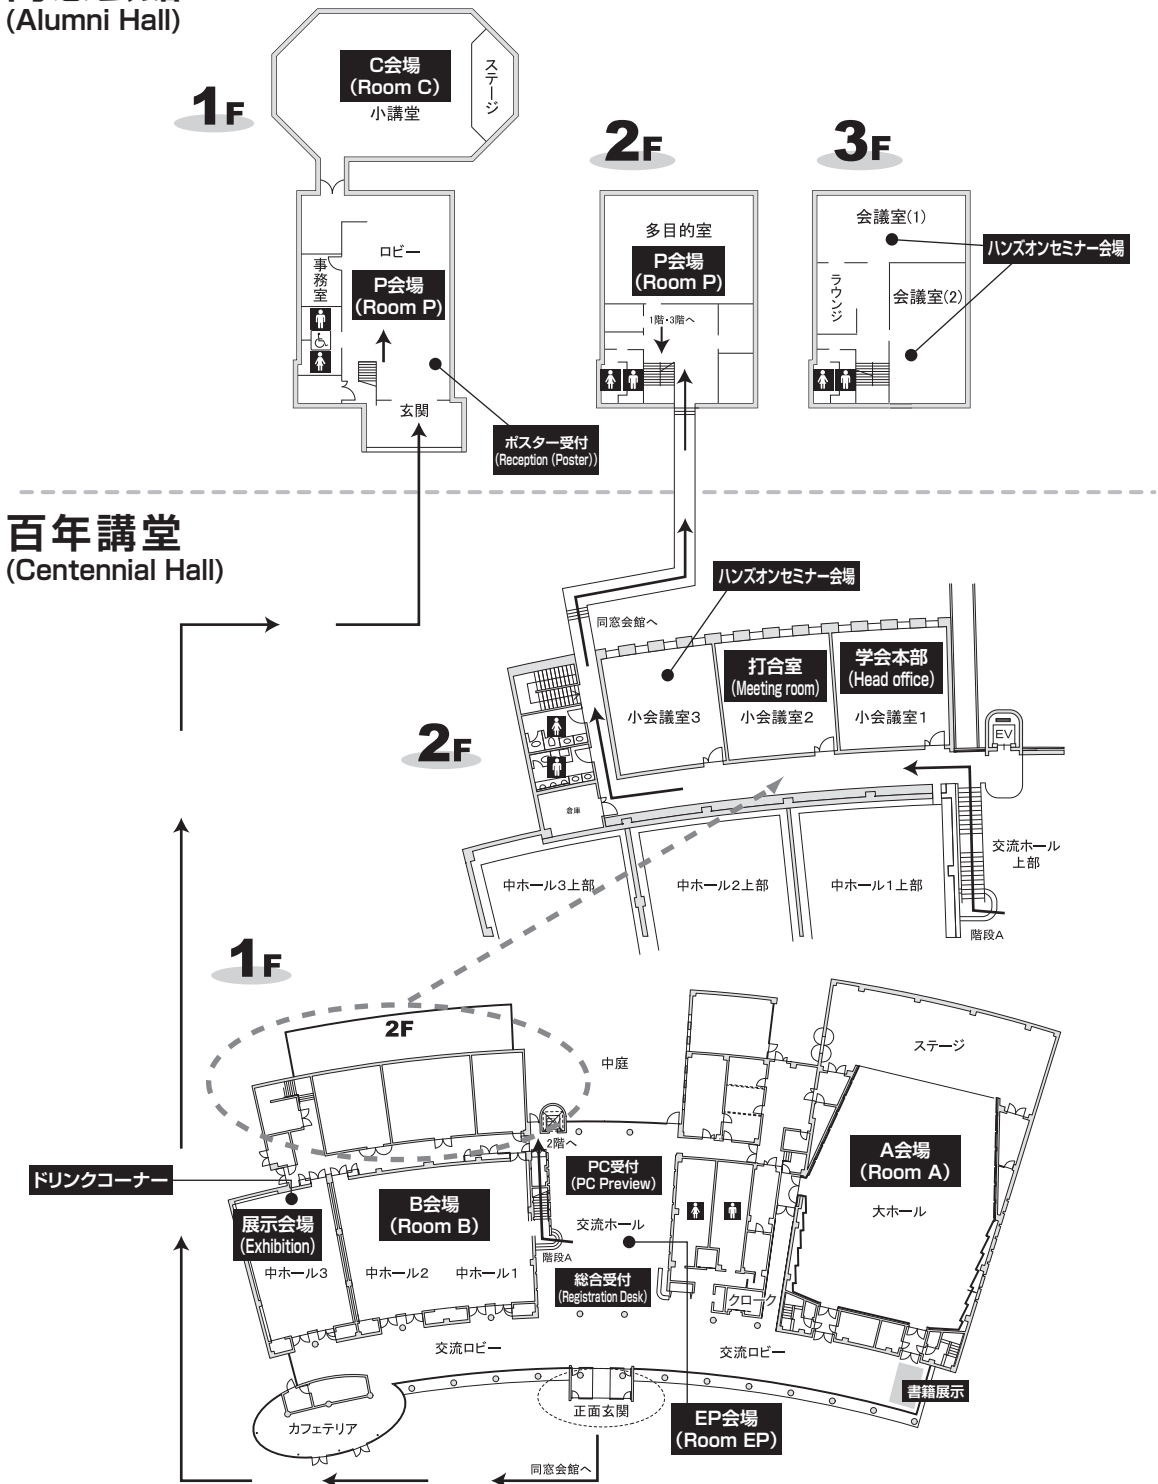 (Alumni Hall)
1F
C会場
(Room C)
小講堂
ステージ
ロビー
事務室
P会場
(Room P)
玄関
ポスター受付
(Reception (Poster))
2F
多目的室
P会場
(Room P)
1階・3階へ
3F
会議室(1)
ラウンジ
会議室(2)
ハンズオンセミナー会場
百年講堂
(Centennial Hall)
2F
ハンズオンセミナー会場
同窓会館へ
打合室
(Meeting room)
学会本部
(Head office)
小会議室3
小会議室2
小会議室1
EV
倉庫
中ホール3上部
中ホール2上部
中ホール1上部
交流ホール
上部
階段A
1F
2F
中庭
ステージ
2階へ
ドリンクコーナー
展示会場
(Exhibition)
中ホール3
B会場
(Room B)
中ホール2
中ホール1
階段A
PC受付
(PC Preview)
交流ホール
総合受付
(Registration Desk)
クローク
A会場
(Room A)
大ホール
交流ロビー
交流ロビー
書籍展示
カフェテリア
正面玄関
EP会場
(Room EP)
同窓会館へ